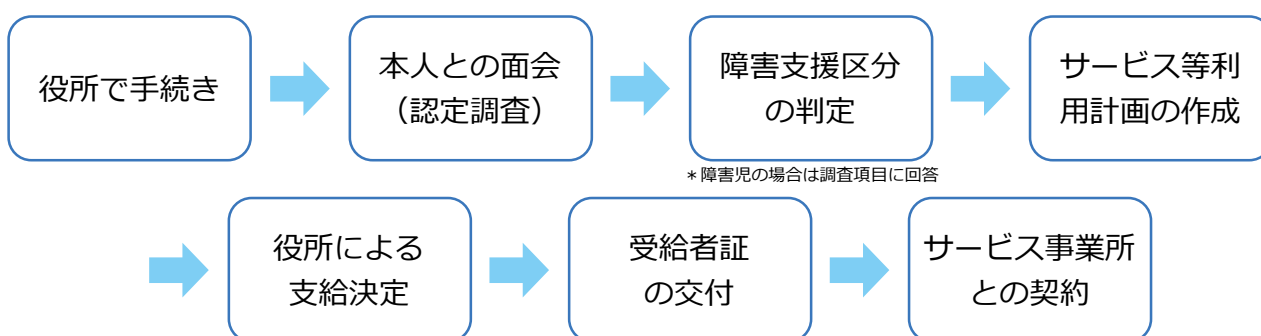 役所で手続き
本人との面会
（認定調査）
障害支援区分
の判定
＊障害児の場合は調査項目に回答
サービス等利
用計画の作成
役所による
支給決定
受給者証
の交付
サービス事業所
との契約